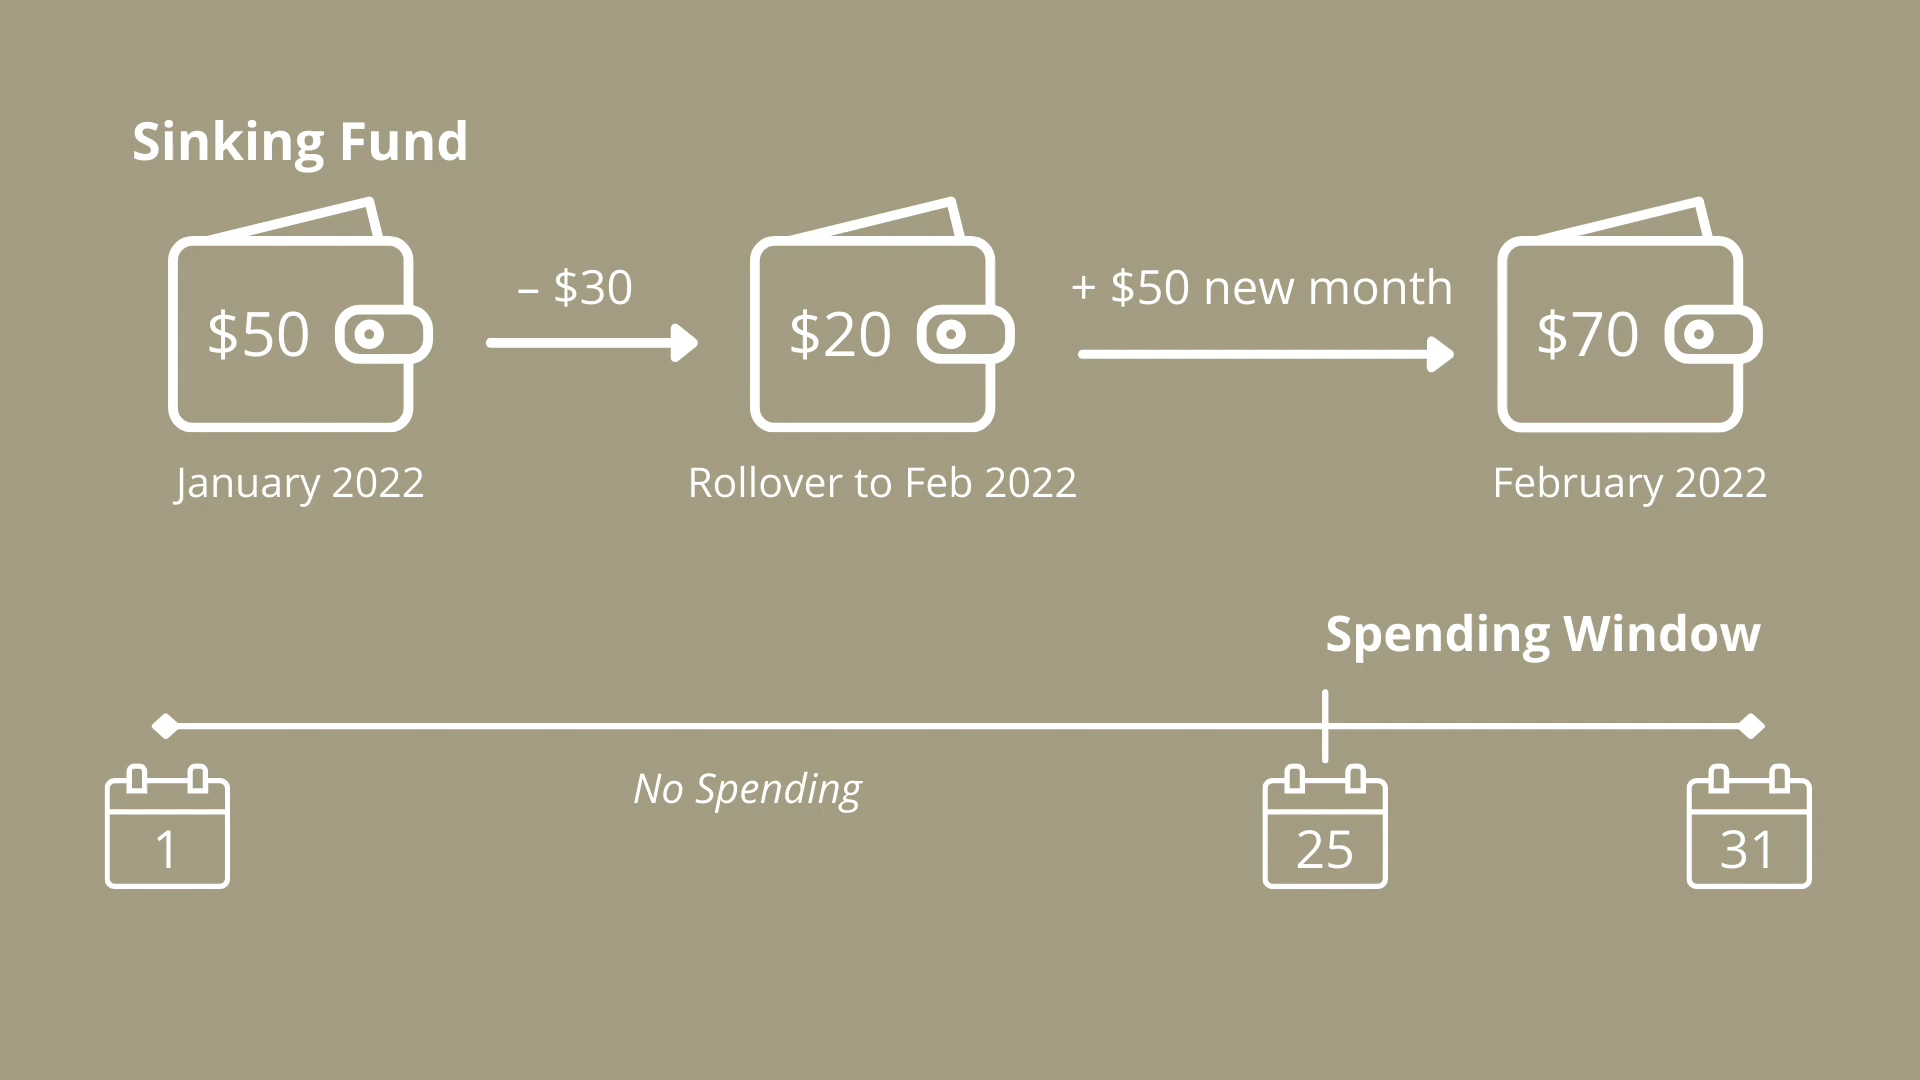 Sinking Fund
– $30
+ $50 new month
$50
$20
$70
January 2022
Rollover to Feb 2022
February 2022
Spending Window
No Spending
1
25
31